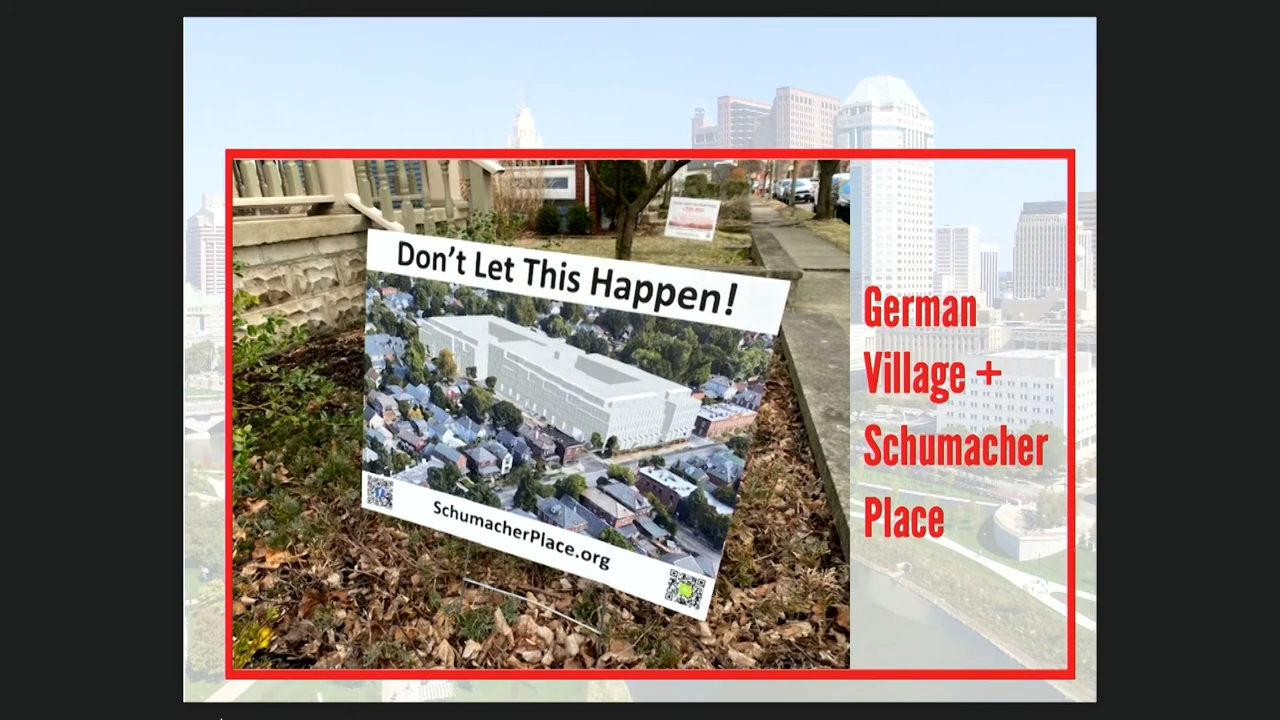 Don't Let This Happen!
SchumacherPlace.org
German
Village +
Schumacher
Place